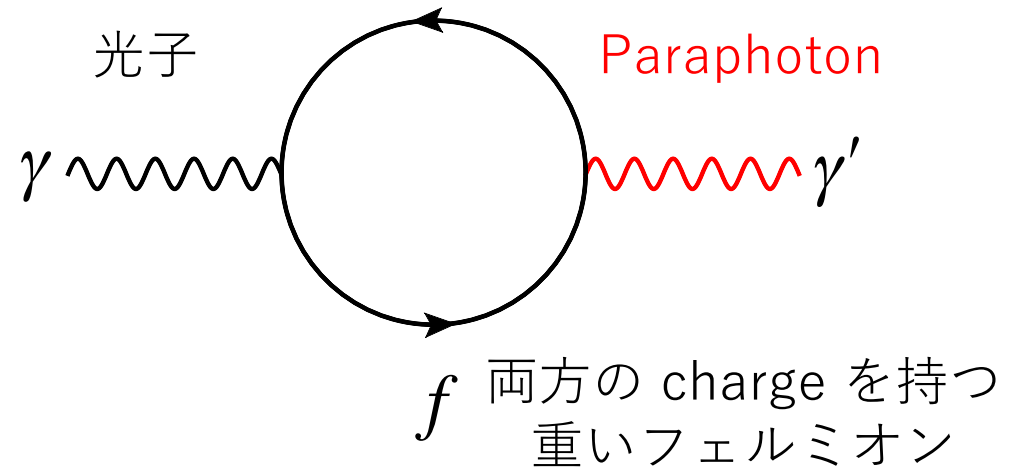 光子
Paraphoton
γ
γ′
f
両方の charge を持つ
重いフェルミオン